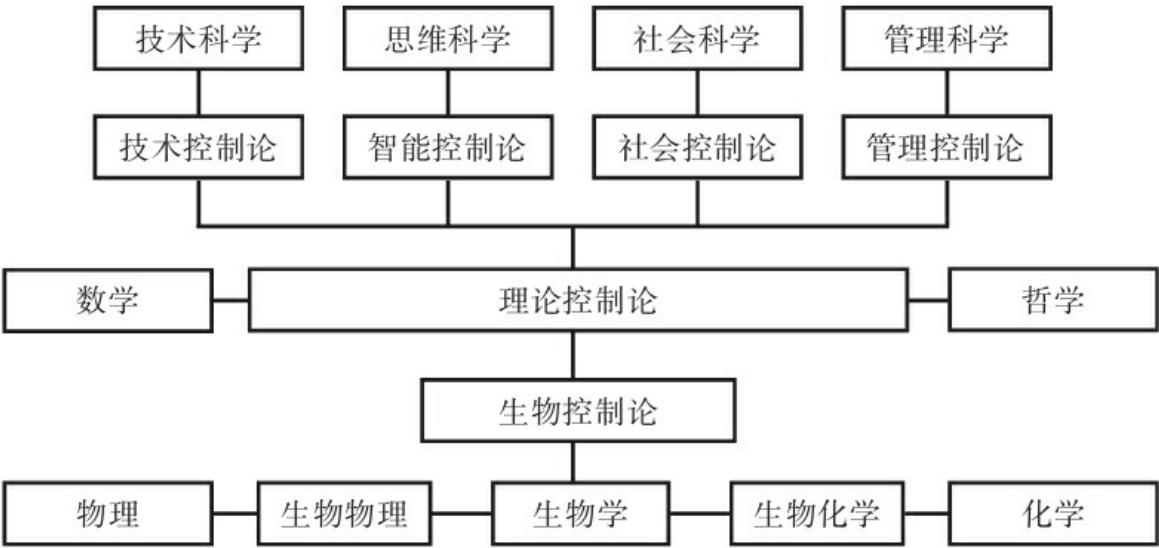 技术科学 思维科学 社会科学 管理科学
技术控制论 智能控制论 社会控制论 管理控制论
数学 理论控制论 哲学
生物控制论
物理 生物物理 生物学 生物化学 化学